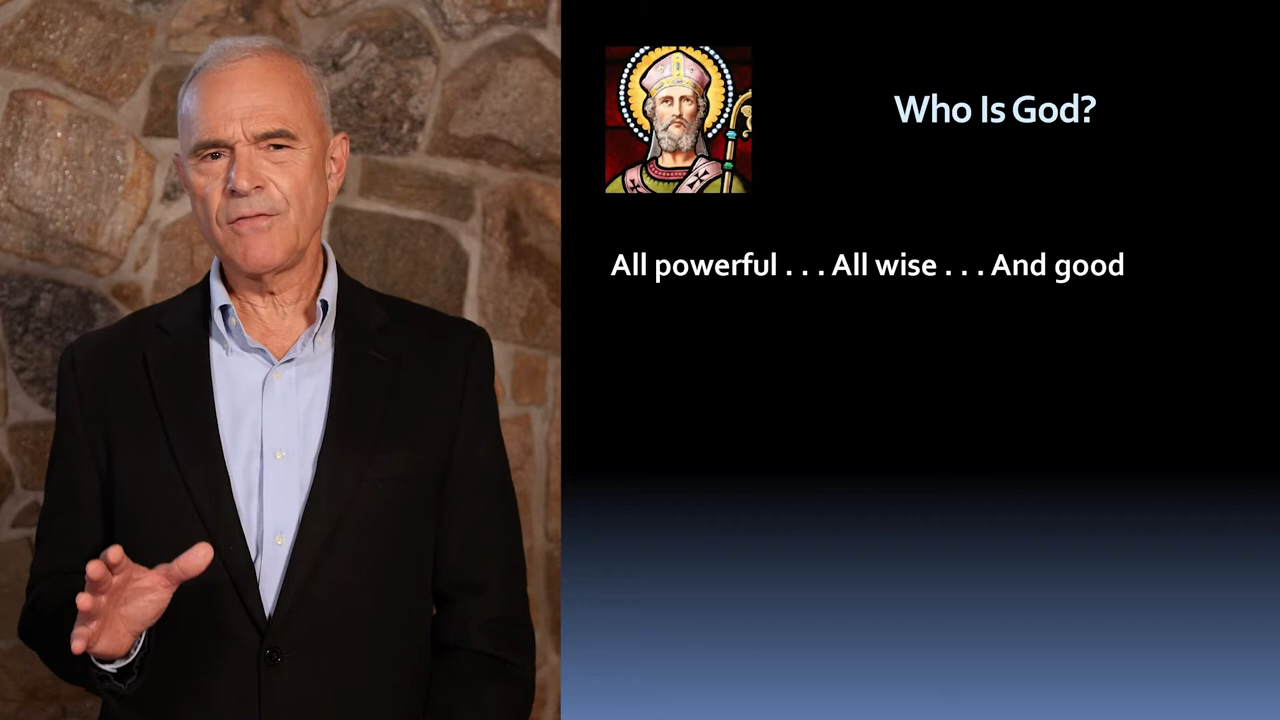 Who Is God?
All powerful . . . All wise . . . And good